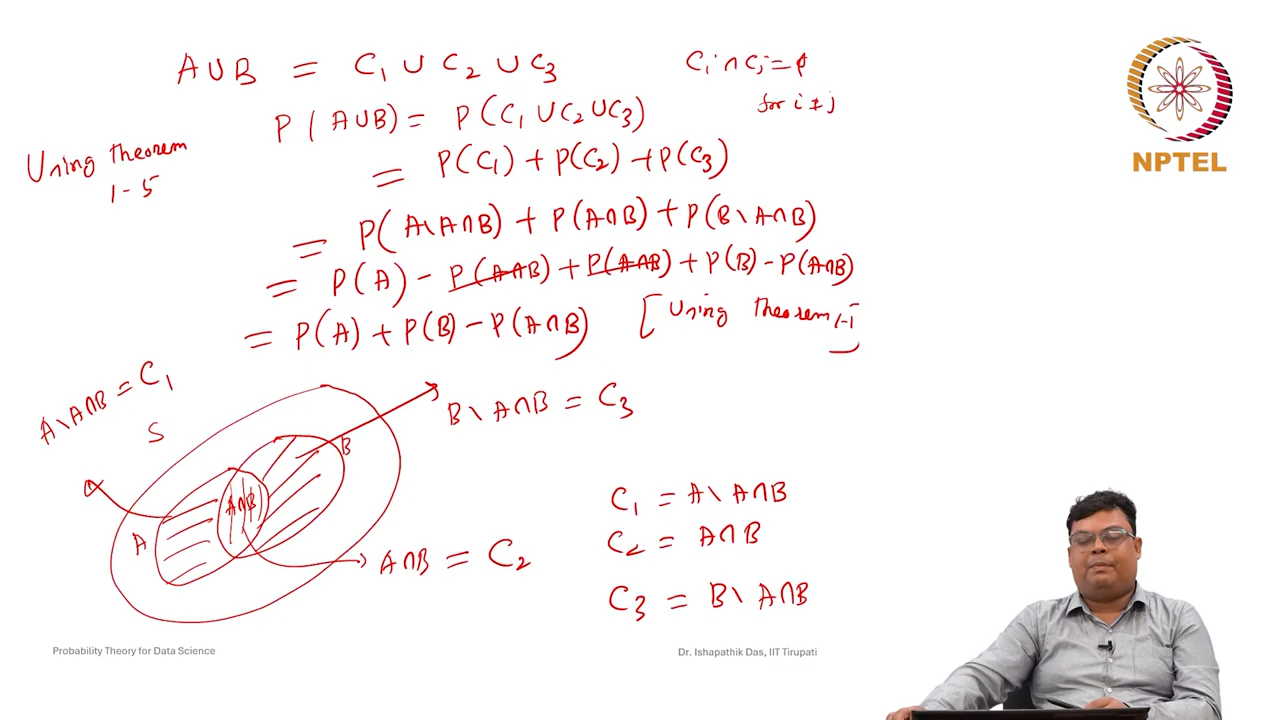 A∪B = C₁ ∪ C₂ ∪ C₃
Cᵢ∩Cⱼ=ϕ
for i≠j
P(A∪B) = P(C₁∪C₂∪C₃)
Using theorem
1-5
= P(C₁)+P(C₂)+P(C₃)
= P(A\A∩B)+P(A∩B)+P(B\A∩B)
= P(A)-P(A∩B)+P(A∩B)+P(B)-P(A∩B)
= P(A)+P(B)-P(A∩B)
[Using theorem 1-1]
A\A∩B=C₁
S
B\A∩B = C₃
B
A∩B
A
A∩B = C₂
C₁ = A\A∩B
C₂ = A∩B
C₃ = B\A∩B
NPTEL
Probability Theory for Data Science
Dr. Ishapathik Das, IIT Tirupati